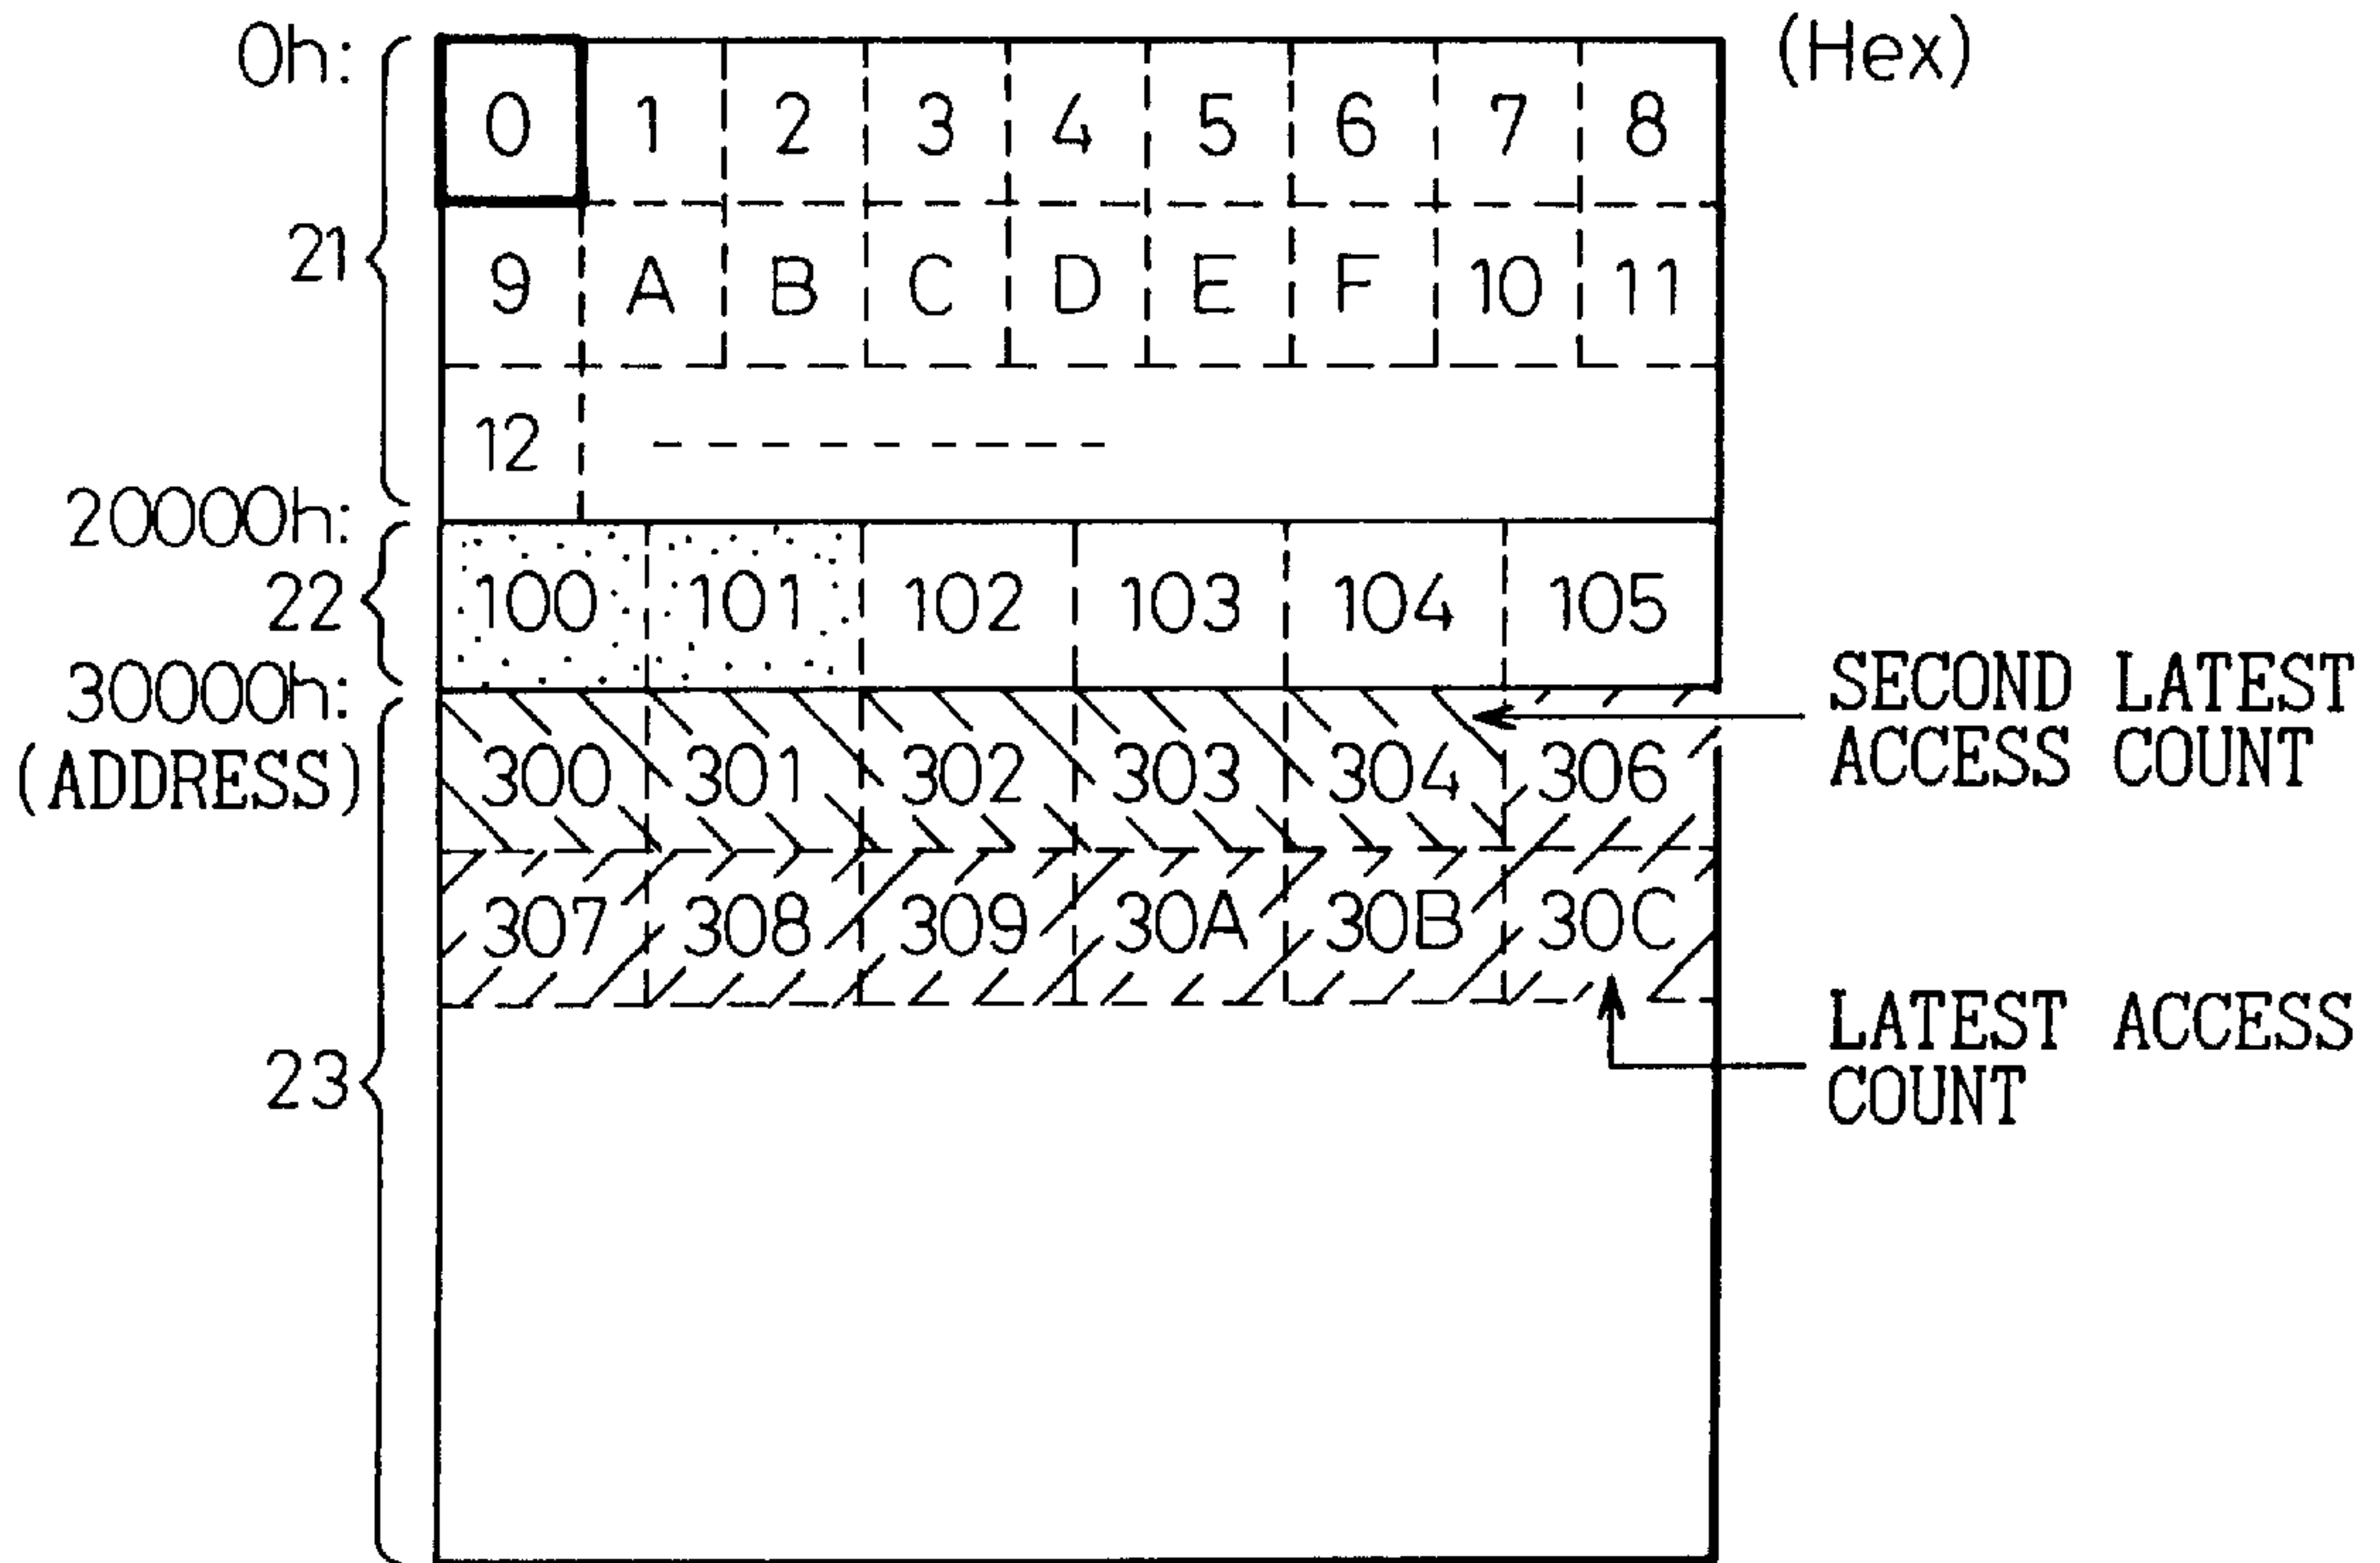 0h: (Hex)
0 1 2 3 4 5 6 7 8
21
9 A B C D E F 10 11
12
20000h:
22
100 101 102 103 104 105
30000h:
(ADDRESS)
300 301 302 303 304 306
SECOND LATEST
ACCESS COUNT
307 308 309 30A 30B 30C
23
LATEST ACCESS
COUNT